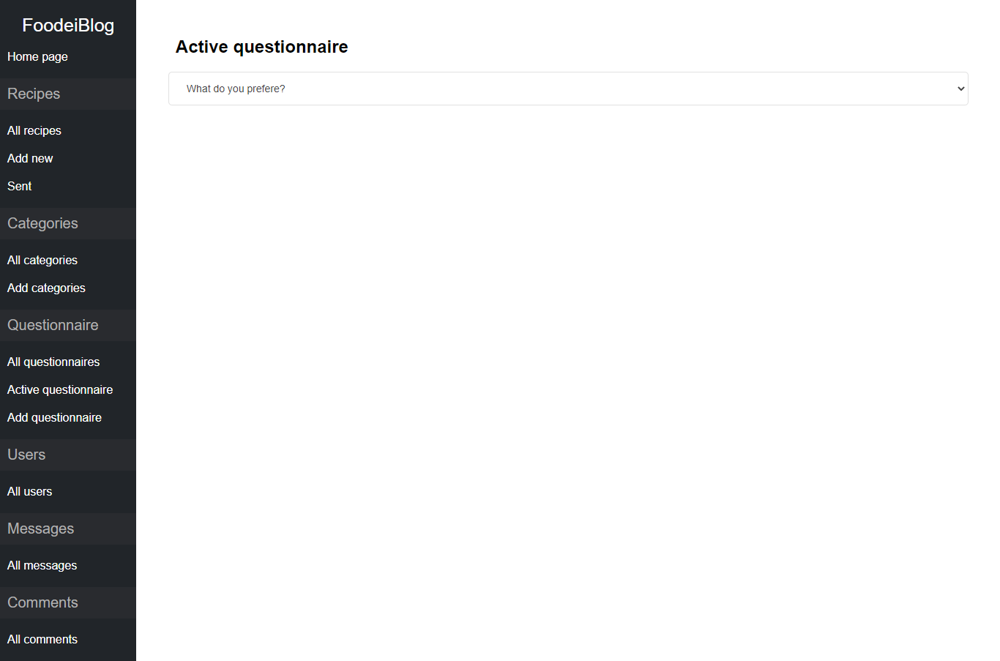 FoodeiBlog
Home page
Recipes
All recipes
Add new
Sent
Categories
All categories
Add categories
Questionnaire
All questionnaires
Active questionnaire
Add questionnaire
Users
All users
Messages
All messages
Comments
All comments
Active questionnaire
What do you prefere?